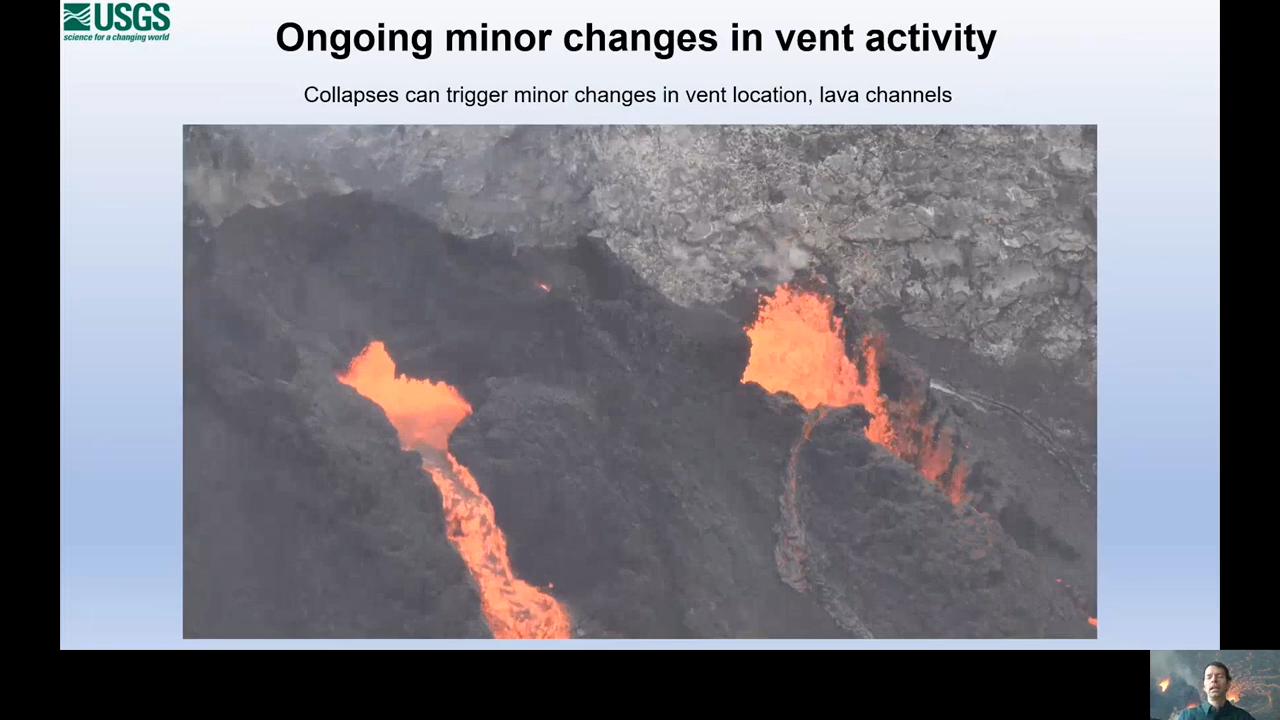 USGS
science for a changing world
Ongoing minor changes in vent activity
Collapses can trigger minor changes in vent location, lava channels